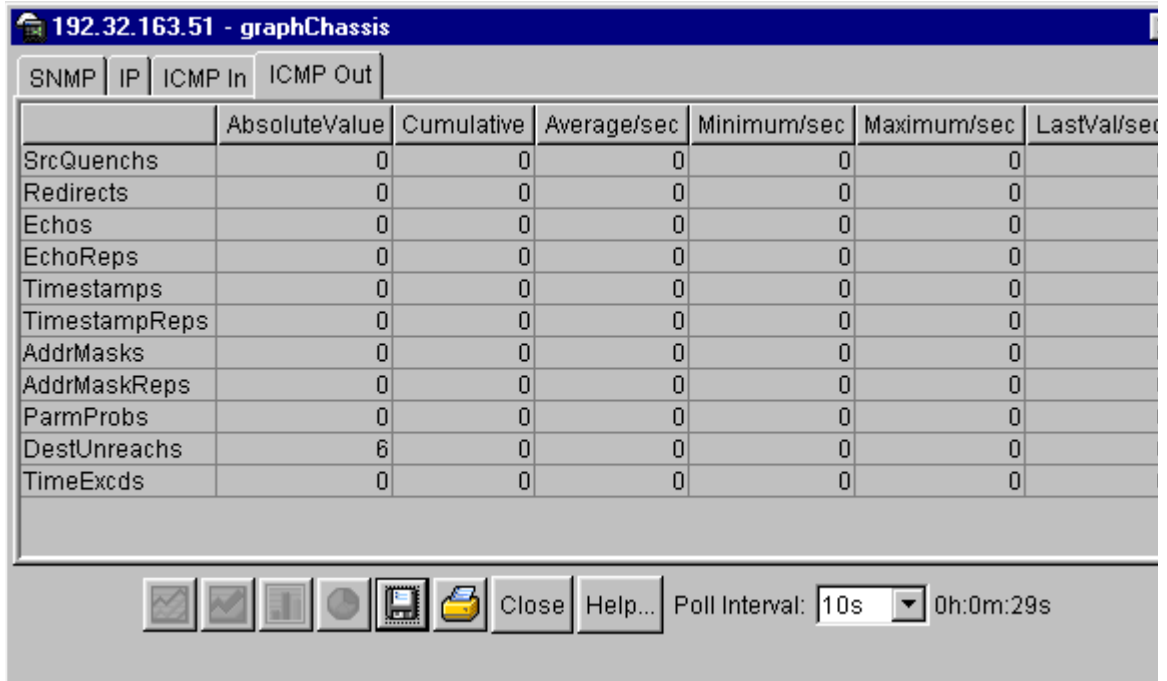 192.32.163.51 - graphChassis
SNMP IP ICMP In ICMP Out
AbsoluteValue Cumulative Average/sec Minimum/sec Maximum/sec LastVal/sec
SrcQuenchs 0 0 0 0 0
Redirects 0 0 0 0 0
Echos 0 0 0 0 0
EchoReps 0 0 0 0 0
Timestamps 0 0 0 0 0
TimestampReps 0 0 0 0 0
AddrMasks 0 0 0 0 0
AddrMaskReps 0 0 0 0 0
ParmProbs 0 0 0 0 0
DestUnreachs 6 0 0 0 0
TimeExcds 0 0 0 0 0
Close Help... Poll Interval: 10s 0h:0m:29s